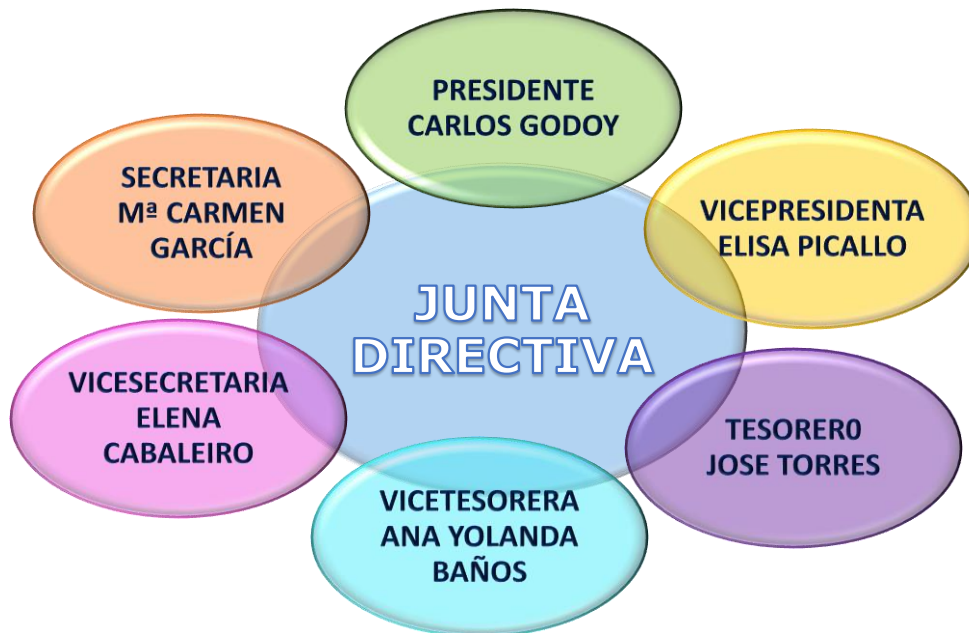 PRESIDENTE
CARLOS GODOY
SECRETARIA
Mª CARMEN
GARCÍA
VICEPRESIDENTA
ELISA PICALLO
JUNTA
DIRECTIVA
VICESECRETARIA
ELENA
CABALEIRO
TESORER0
JOSE TORRES
VICETESORERA
ANA YOLANDA
BAÑOS